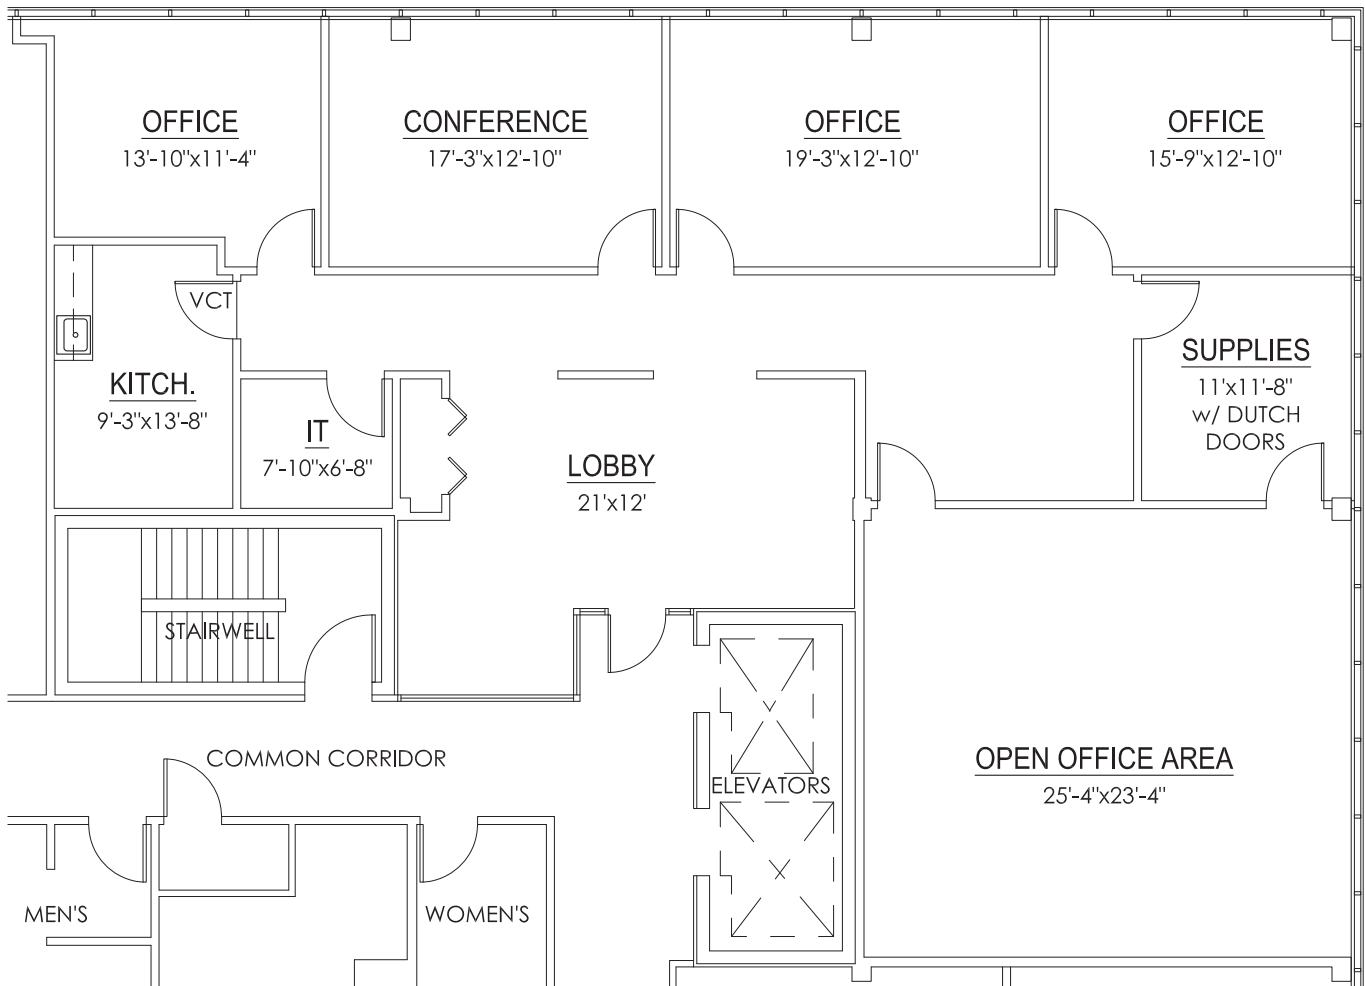 OFFICE
13'-10"x11'-4"
CONFERENCE
17'-3"x12'-10"
OFFICE
19'-3"x12'-10"
OFFICE
15'-9"x12'-10"
VCT
KITCH.
9'-3"x13'-8"
IT
7'-10"x6'-8"
LOBBY
21'x12'
SUPPLIES
11'x11'-8"
w/ DUTCH
DOORS
STAIRWELL
COMMON CORRIDOR
ELEVATORS
OPEN OFFICE AREA
25'-4"x23'-4"
MEN'S
WOMEN'S